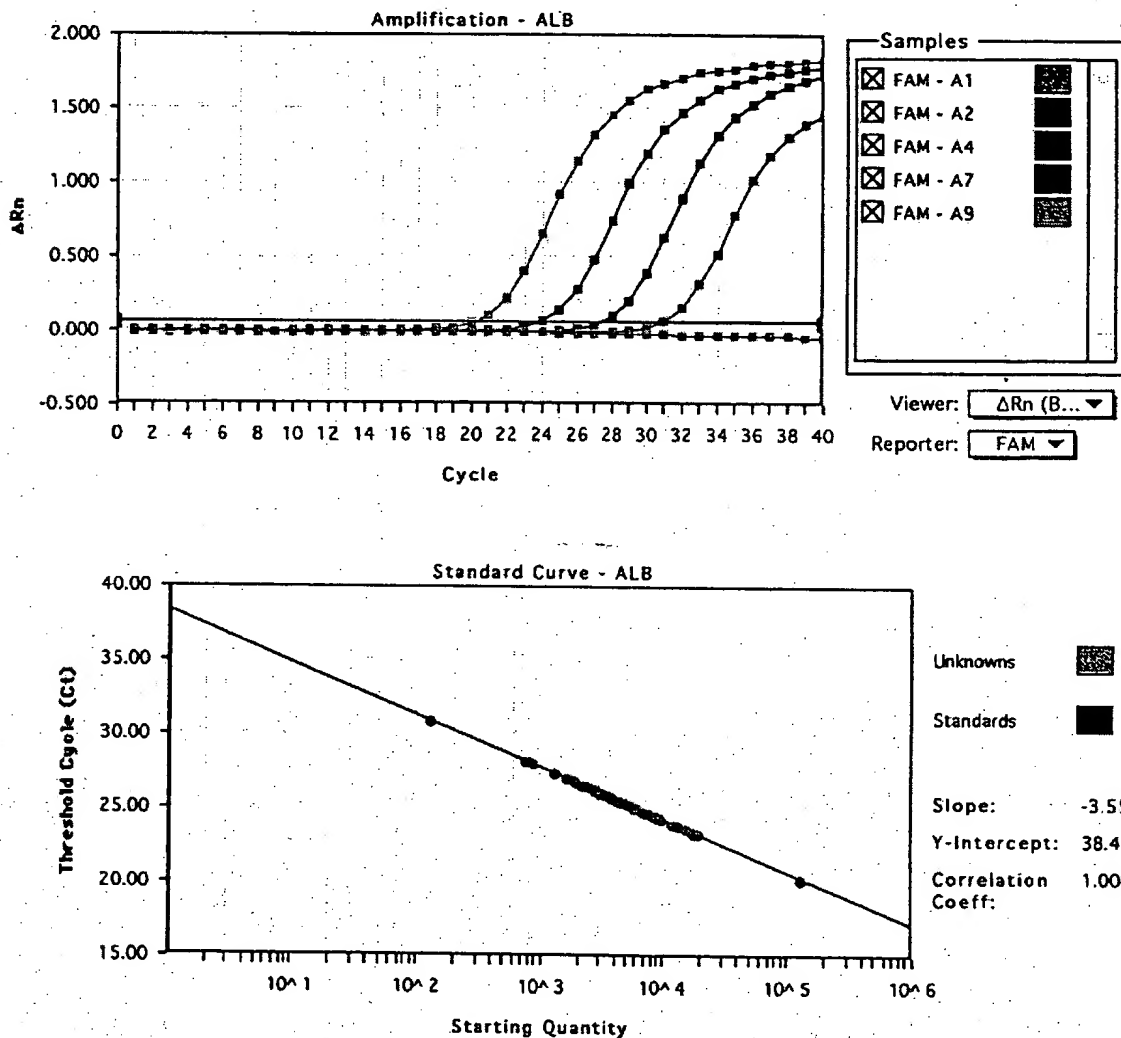 Amplification - ALB
2.000
1.500
1.000
0.500
0.000
-0.500
ΔRn
0 2 4 6 8 10 12 14 16 18 20 22 24 26 28 30 32 34 36 38 40
Cycle
Samples
FAM - A1
FAM - A2
FAM - A4
FAM - A7
FAM - A9
Viewer: ΔRn (B...
Reporter: FAM
Standard Curve - ALB
40.00
35.00
30.00
25.00
20.00
15.00
Threshold Cycle (Ct)
10^1 10^2 10^3 10^4 10^5 10^6
Starting Quantity
Unknowns
Standards
Slope:
Y-Intercept: 38.4
Correlation 1.00
Coeff: